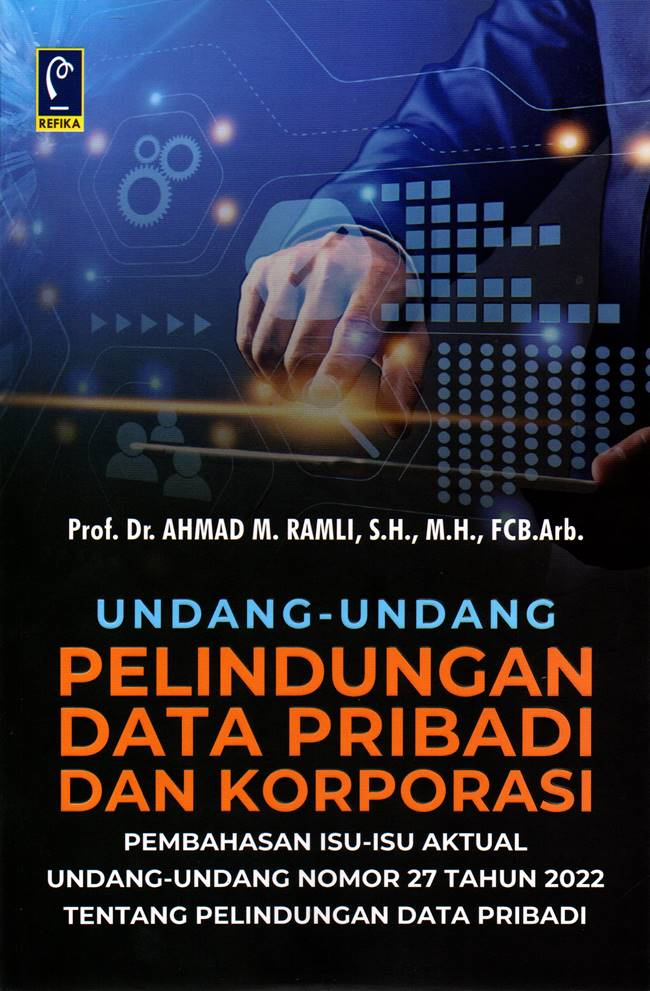 REFIKA
Prof. Dr. AHMAD M. RAMLI, S.H., M.H., FCB.Arb.
UNDANG-UNDANG
PELINDUNGAN
DATA PRIBADI
DAN KORPORASI
PEMBAHASAN ISU-ISU AKTUAL
UNDANG-UNDANG NOMOR 27 TAHUN 2022
TENTANG PELINDUNGAN DATA PRIBADI